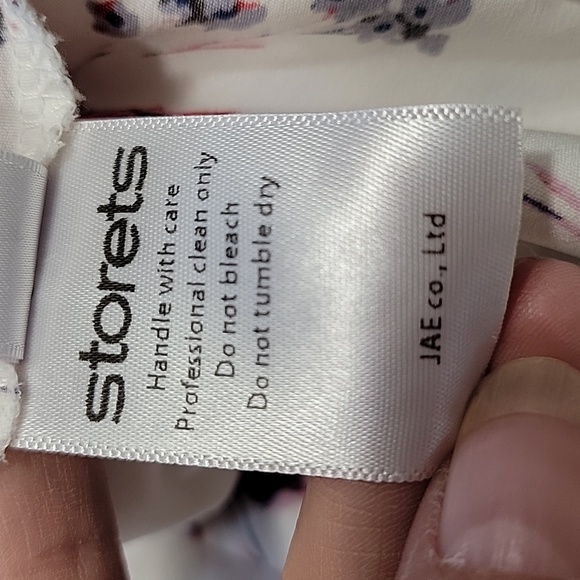 storets
Handle with care
Professional clean only
Do not bleach
Do not tumble dry
JAE co., Ltd